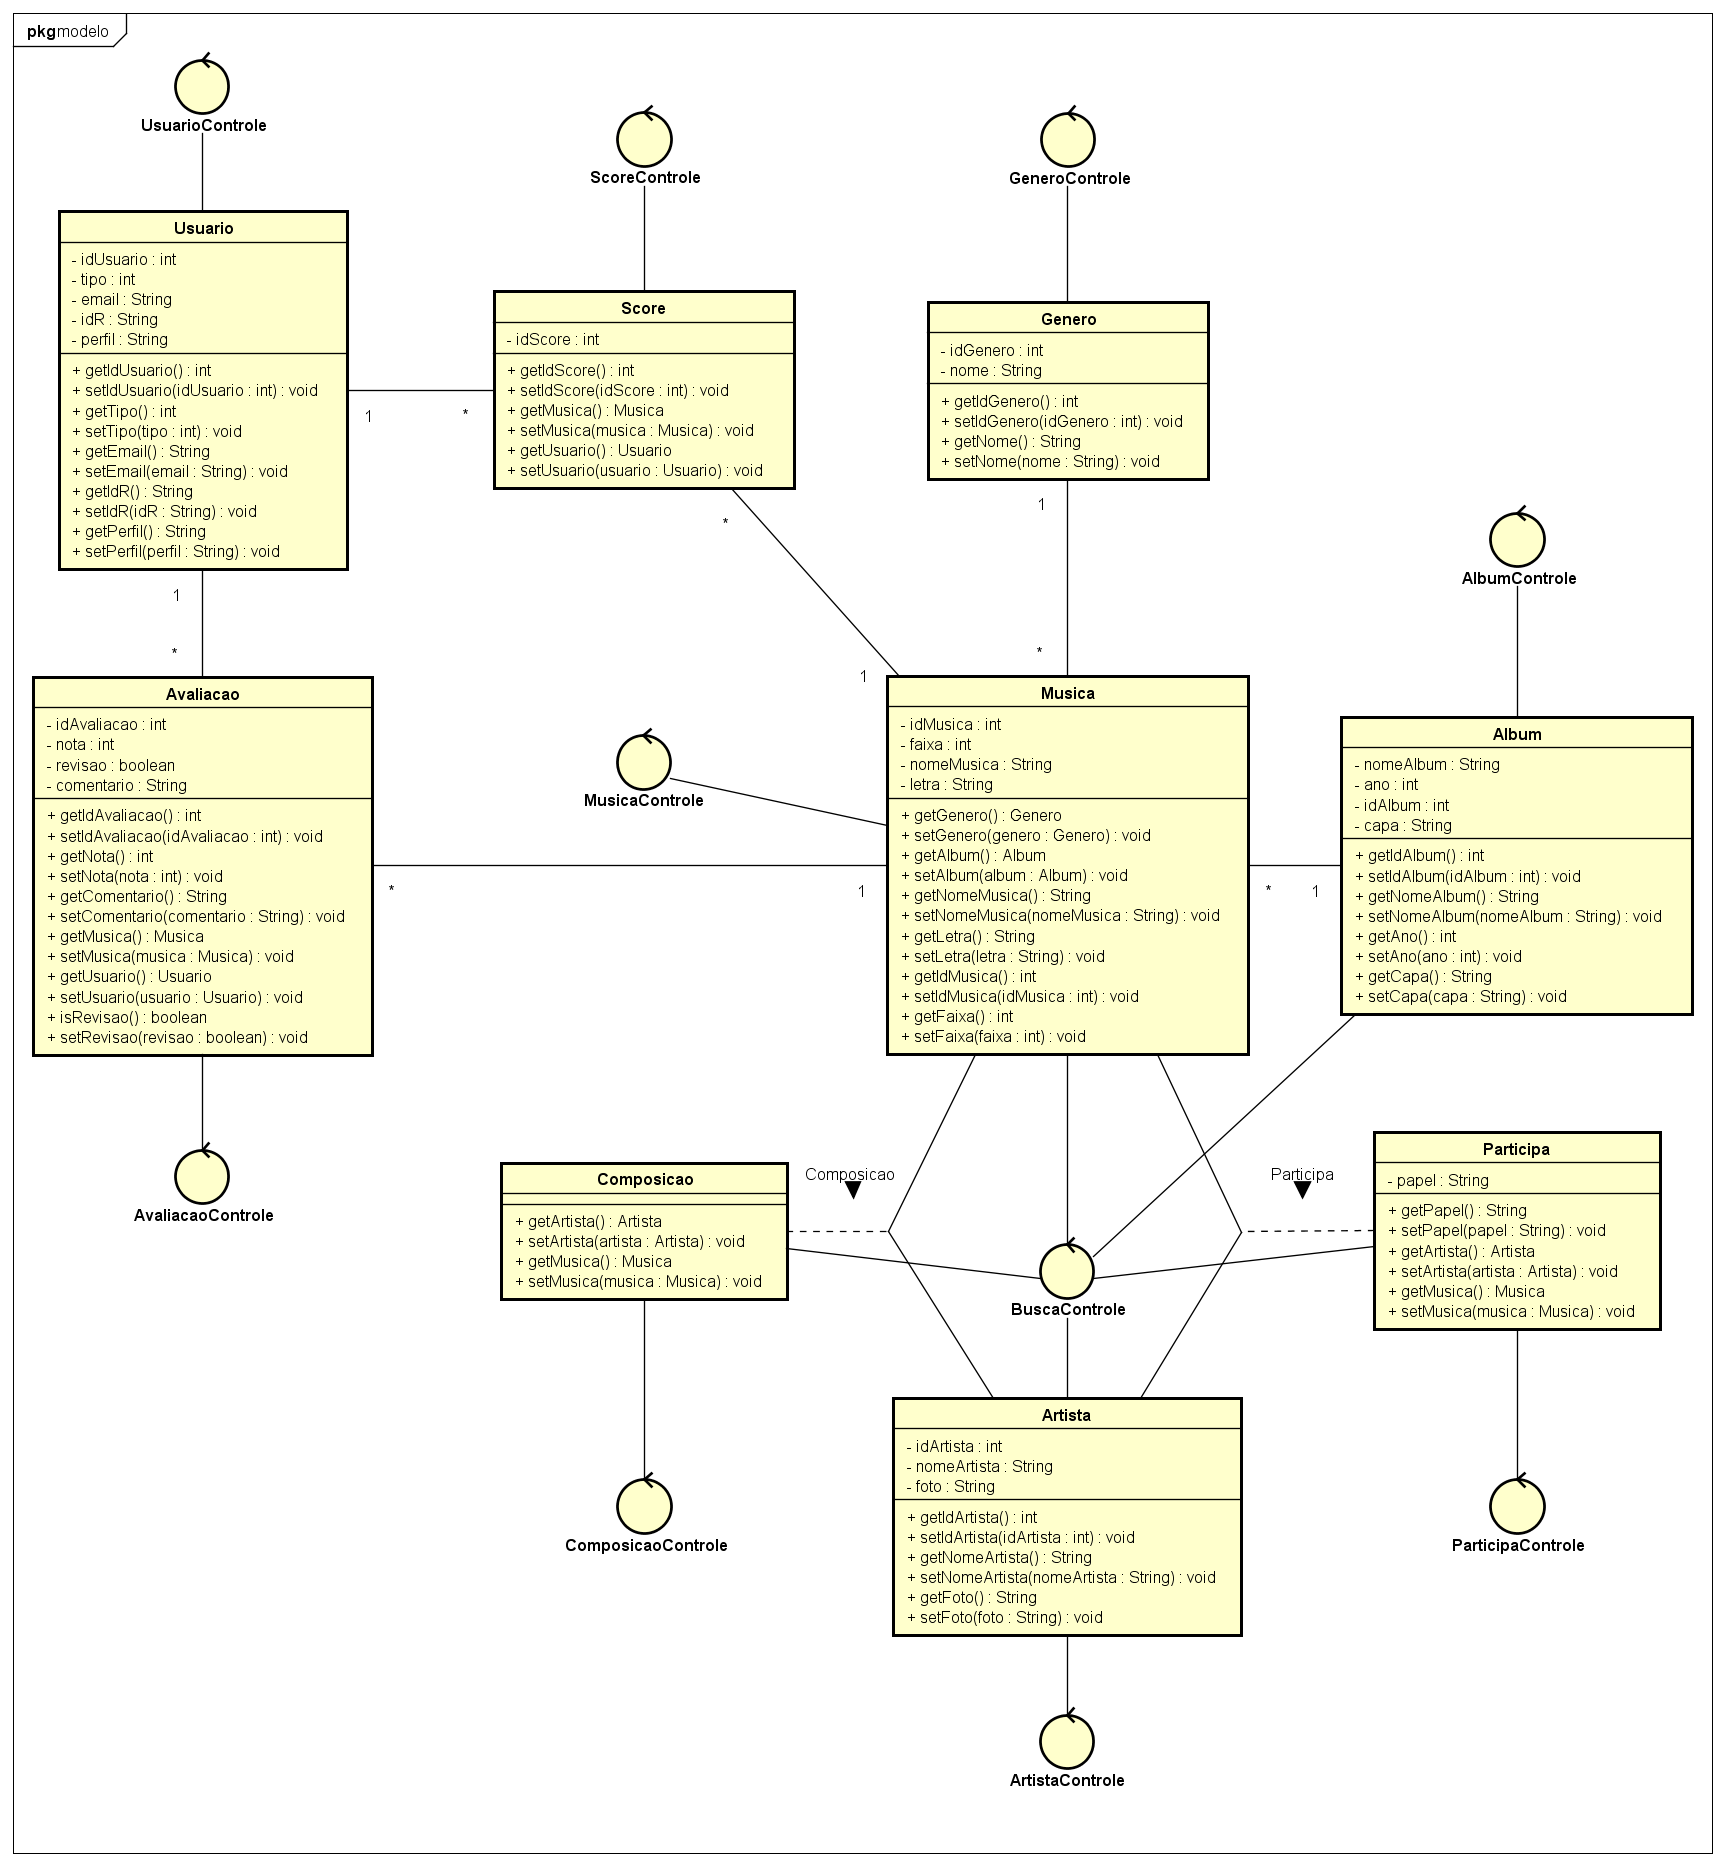 pkg modelo
UsuarioControle
ScoreControle
GeneroControle
Usuario
- idUsuario : int
- tipo : int
- email : String
- idR : String
- perfil : String
+ getIdUsuario() : int
+ setIdUsuario(idUsuario : int) : void
+ getTipo() : int
+ setTipo(tipo : int) : void
+ getEmail() : String
+ setEmail(email : String) : void
+ getIdR() : String
+ setIdR(idR : String) : void
+ getPerfil() : String
+ setPerfil(perfil : String) : void
1
*
Score
- idScore : int
+ getIdScore() : int
+ setIdScore(idScore : int) : void
+ getMusica() : Musica
+ setMusica(musica : Musica) : void
+ getUsuario() : Usuario
+ setUsuario(usuario : Usuario) : void
*
1
Genero
- idGenero : int
- nome : String
+ getIdGenero() : int
+ setIdGenero(idGenero : int) : void
+ getNome() : String
+ setNome(nome : String) : void
1
*
AlbumControle
1
*
Avaliacao
- idAvaliacao : int
- nota : int
- revisao : boolean
- comentario : String
+ getIdAvaliacao() : int
+ setIdAvaliacao(idAvaliacao : int) : void
+ getNota() : int
+ setNota(nota : int) : void
+ getComentario() : String
+ setComentario(comentario : String) : void
+ getMusica() : Musica
+ setMusica(musica : Musica) : void
+ getUsuario() : Usuario
+ setUsuario(usuario : Usuario) : void
+ isRevisao() : boolean
+ setRevisao(revisao : boolean) : void
*
1
MusicaControle
Musica
- idMusica : int
- faixa : int
- nomeMusica : String
- letra : String
+ getGenero() : Genero
+ setGenero(genero : Genero) : void
+ getAlbum() : Album
+ setAlbum(album : Album) : void
+ getNomeMusica() : String
+ setNomeMusica(nomeMusica : String) : void
+ getLetra() : String
+ setLetra(letra : String) : void
+ getIdMusica() : int
+ setIdMusica(idMusica : int) : void
+ getFaixa() : int
+ setFaixa(faixa : int) : void
*
1
Album
- nomeAlbum : String
- ano : int
- idAlbum : int
- capa : String
+ getIdAlbum() : int
+ setIdAlbum(idAlbum : int) : void
+ getNomeAlbum() : String
+ setNomeAlbum(nomeAlbum : String) : void
+ getAno() : int
+ setAno(ano : int) : void
+ getCapa() : String
+ setCapa(capa : String) : void
AvaliacaoControle
Composicao
+ getArtista() : Artista
+ setArtista(artista : Artista) : void
+ getMusica() : Musica
+ setMusica(musica : Musica) : void
Composicao
BuscaControle
Participa
Participa
- papel : String
+ getPapel() : String
+ setPapel(papel : String) : void
+ getArtista() : Artista
+ setArtista(artista : Artista) : void
+ getMusica() : Musica
+ setMusica(musica : Musica) : void
Artista
- idArtista : int
- nomeArtista : String
- foto : String
+ getIdArtista() : int
+ setIdArtista(idArtista : int) : void
+ getNomeArtista() : String
+ setNomeArtista(nomeArtista : String) : void
+ getFoto() : String
+ setFoto(foto : String) : void
ComposicaoControle
ParticipaControle
ArtistaControle